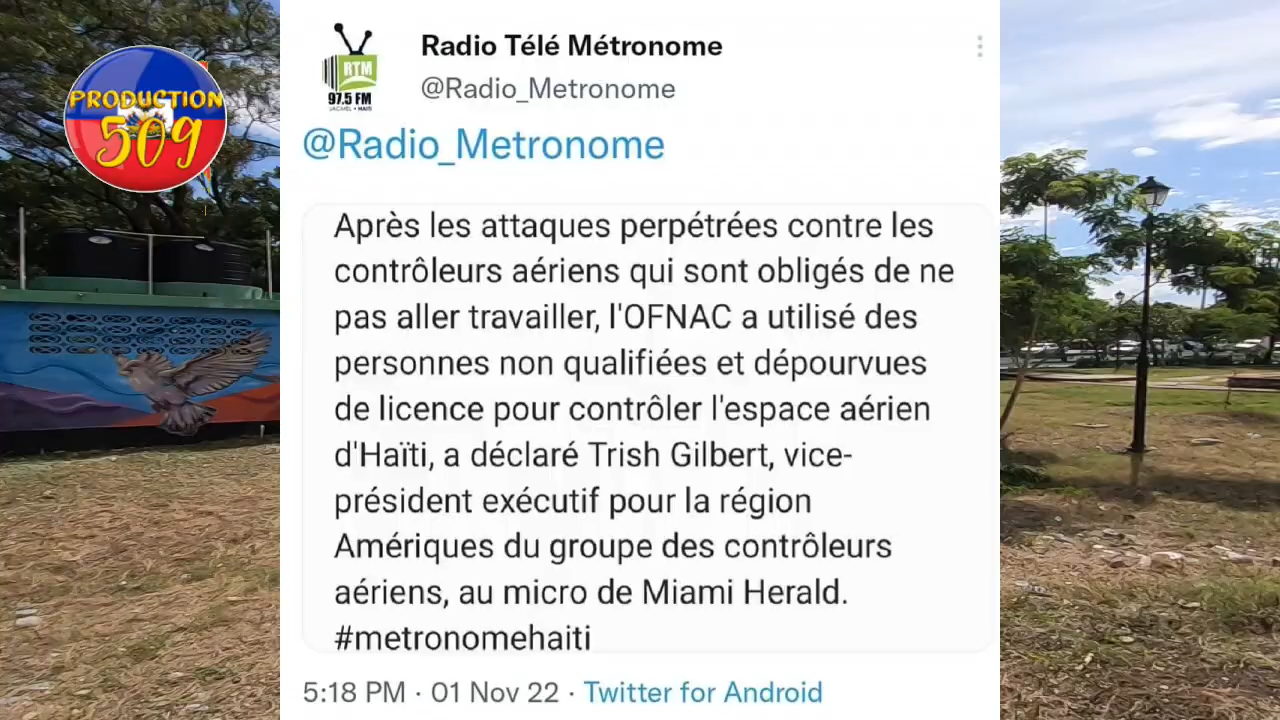 PRODUCTION
509
RTM
97.5 FM
JACMEL • HAITI
Radio Télé Métronome
@Radio_Metronome
@Radio_Metronome
Après les attaques perpétrées contre les
contrôleurs aériens qui sont obligés de ne
pas aller travailler, l'OFNAC a utilisé des
personnes non qualifiées et dépourvues
de licence pour contrôler l'espace aérien
d'Haïti, a déclaré Trish Gilbert, vice-
président exécutif pour la région
Amériques du groupe des contrôleurs
aériens, au micro de Miami Herald.
#metronomehaiti
5:18 PM · 01 Nov 22 · Twitter for Android